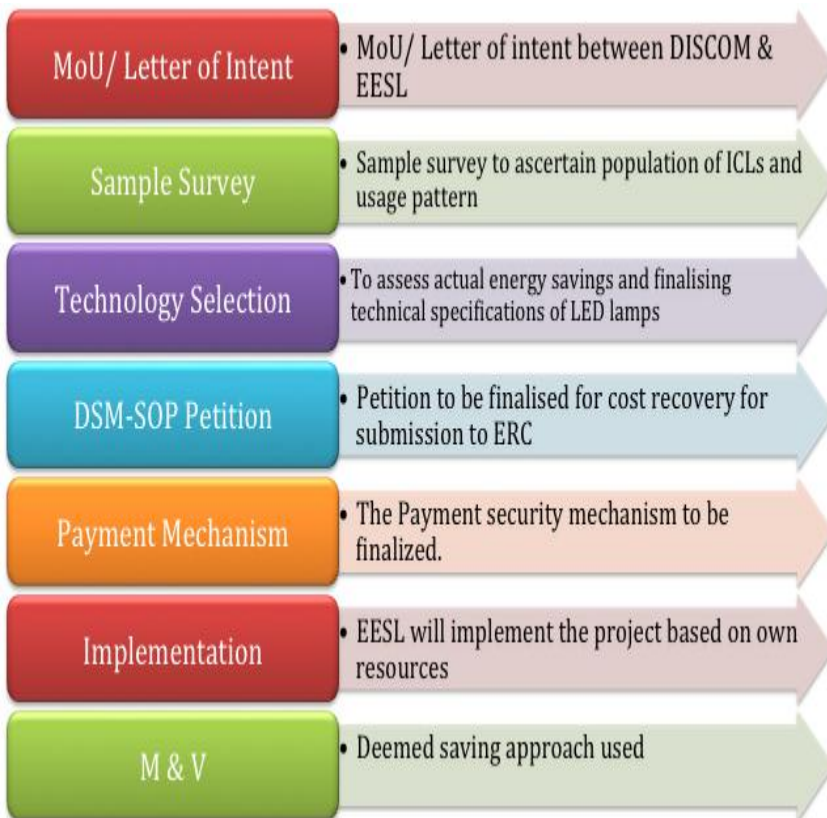 MoU/ Letter of Intent
• MoU/ Letter of intent between DISCOM &
EESL
Sample Survey
• Sample survey to ascertain population of ICLs and
usage pattern
Technology Selection
• To assess actual energy savings and finalising
technical specifications of LED lamps
DSM-SOP Petition
• Petition to be finalised for cost recovery for
submission to ERC
Payment Mechanism
• The Payment security mechanism to be
finalized.
Implementation
• EESL will implement the project based on own
resources
M & V
• Deemed saving approach used